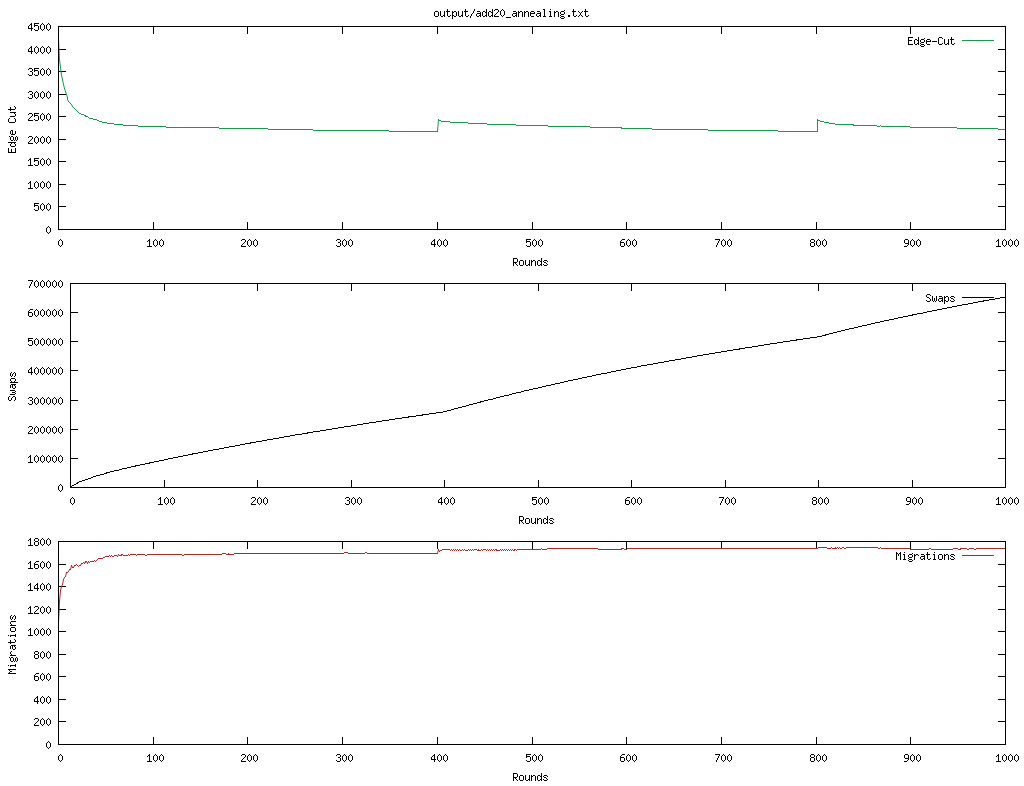 output/add20_annealing.txt
4500
4000
3500
3000
2500
2000
1500
1000
500
0
Edge Cut
Edge-Cut
0 100 200 300 400 500 600 700 800 900 1000
Rounds
700000
600000
500000
400000
300000
200000
100000
0
Swaps
Swaps
0 100 200 300 400 500 600 700 800 900 1000
Rounds
1800
1600
1400
1200
1000
800
600
400
200
0
Migrations
Migrations
0 100 200 300 400 500 600 700 800 900 1000
Rounds